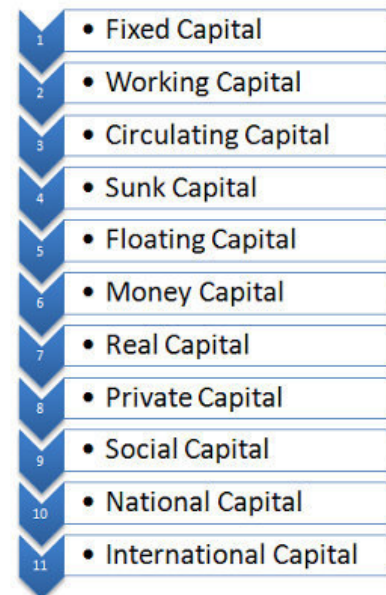 1 • Fixed Capital
2 • Working Capital
3 • Circulating Capital
4 • Sunk Capital
5 • Floating Capital
6 • Money Capital
7 • Real Capital
8 • Private Capital
9 • Social Capital
10 • National Capital
11 • International Capital